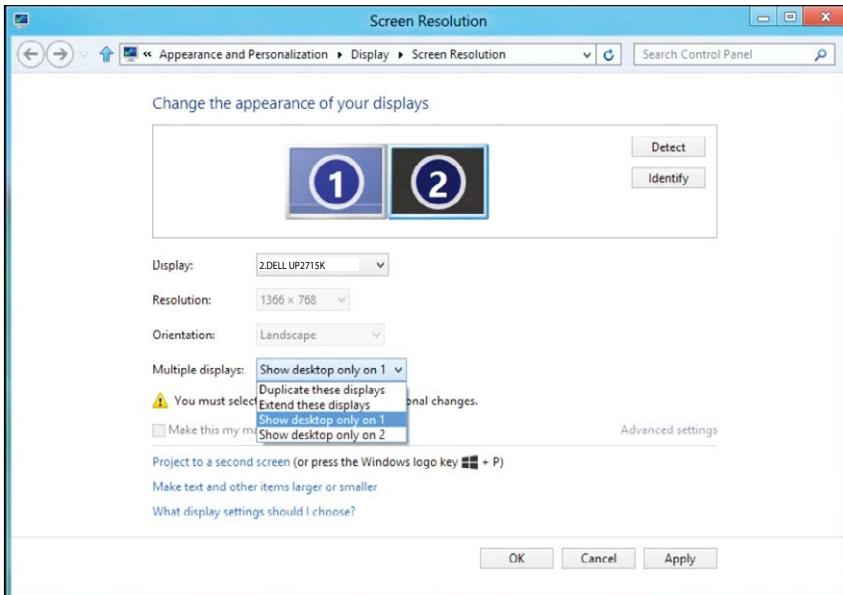 Screen Resolution
« Appearance and Personalization ▸ Display ▸ Screen Resolution
Search Control Panel
Change the appearance of your displays
1 2
Detect
Identify
Display: 2.DELL UP2715K
Resolution: 1366 × 768
Orientation: Landscape
Multiple displays: Show desktop only on 1
Duplicate these displays
You must select onal changes.
Extend these displays
Show desktop only on 1
Make this my m
Show desktop only on 2
Advanced settings
Project to a second screen (or press the Windows logo key + P)
Make text and other items larger or smaller
What display settings should I choose?
OK Cancel Apply